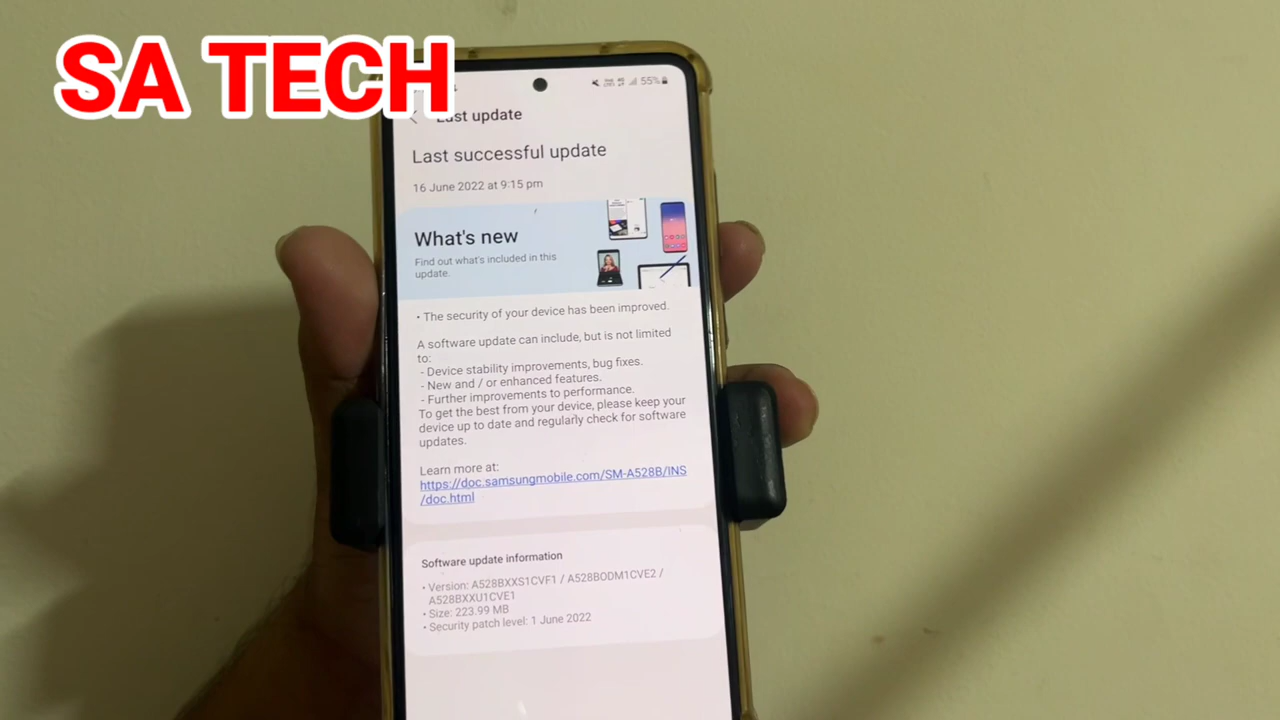 SA TECH
55%
Last update
Last successful update
16 June 2022 at 9:15 pm
What's new
Find out what's included in this
update.
• The security of your device has been improved.
A software update can include, but is not limited
to:
- Device stability improvements, bug fixes.
- New and / or enhanced features.
- Further improvements to performance.
To get the best from your device, please keep your
device up to date and regularly check for software
updates.
Learn more at:
https://doc.samsungmobile.com/SM-A528B/INS
/doc.html
Software update information
• Version: A528BXXS1CVF1 / A528BODM1CVE2 /
A528BXXU1CVE1
• Size: 223.99 MB
• Security patch level: 1 June 2022